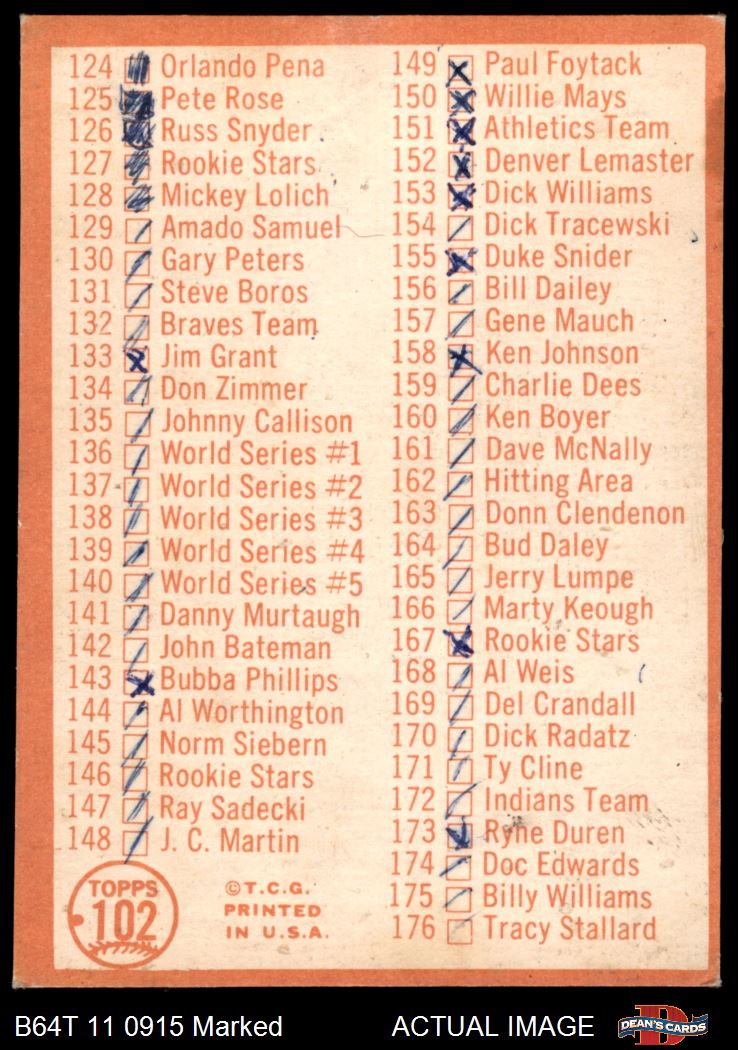 124 Orlando Pena
125 Pete Rose
126 Russ Snyder
127 Rookie Stars
128 Mickey Lolich
129 Amado Samuel
130 Gary Peters
131 Steve Boros
132 Braves Team
133 Jim Grant
134 Don Zimmer
135 Johnny Callison
136 World Series #1
137 World Series #2
138 World Series #3
139 World Series #4
140 World Series #5
141 Danny Murtaugh
142 John Bateman
143 Bubba Phillips
144 Al Worthington
145 Norm Siebern
146 Rookie Stars
147 Ray Sadecki
148 J. C. Martin
TOPPS
102
©T.C.G.
PRINTED
IN U.S.A.
149 Paul Foytack
150 Willie Mays
151 Athletics Team
152 Denver Lemaster
153 Dick Williams
154 Dick Tracewski
155 Duke Snider
156 Bill Dailey
157 Gene Mauch
158 Ken Johnson
159 Charlie Dees
160 Ken Boyer
161 Dave McNally
162 Hitting Area
163 Donn Clendenon
164 Bud Daley
165 Jerry Lumpe
166 Marty Keough
167 Rookie Stars
168 Al Weis
169 Del Crandall
170 Dick Radatz
171 Ty Cline
172 Indians Team
173 Ryne Duren
174 Doc Edwards
175 Billy Williams
176 Tracy Stallard
B64T 11 0915 Marked
ACTUAL IMAGE
D
DEAN'S CARDS